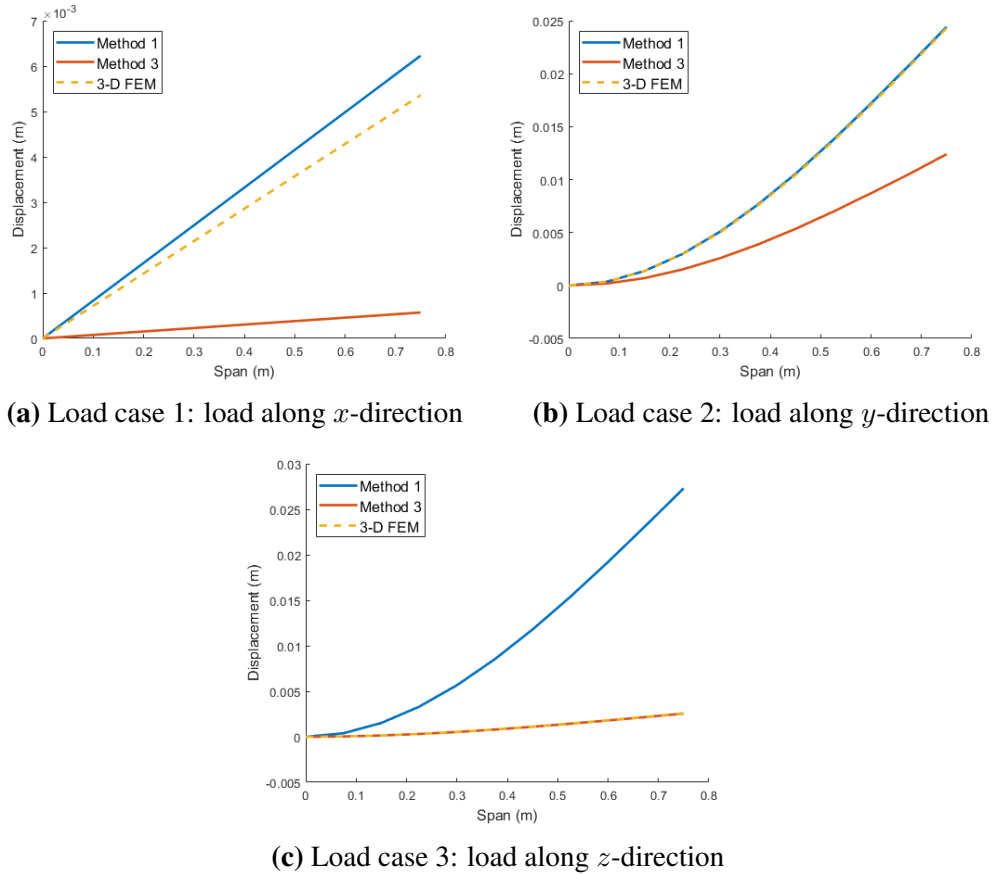 ×10⁻³
7
6
5
4
3
2
1
0
Displacement (m)
Method 1
Method 3
3-D FEM
0 0.1 0.2 0.3 0.4 0.5 0.6 0.7 0.8
Span (m)
(a) Load case 1: load along x-direction
0.025
0.02
0.015
0.01
0.005
0
-0.005
Displacement (m)
Method 1
Method 3
3-D FEM
0 0.1 0.2 0.3 0.4 0.5 0.6 0.7 0.8
Span (m)
(b) Load case 2: load along y-direction
0.03
0.025
0.02
0.015
0.01
0.005
0
-0.005
Displacement (m)
Method 1
Method 3
3-D FEM
0 0.1 0.2 0.3 0.4 0.5 0.6 0.7 0.8
Span (m)
(c) Load case 3: load along z-direction